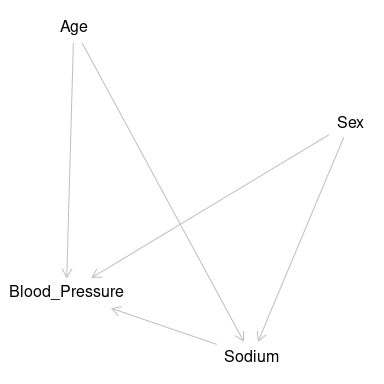 Age
Sex
Blood_Pressure
Sodium